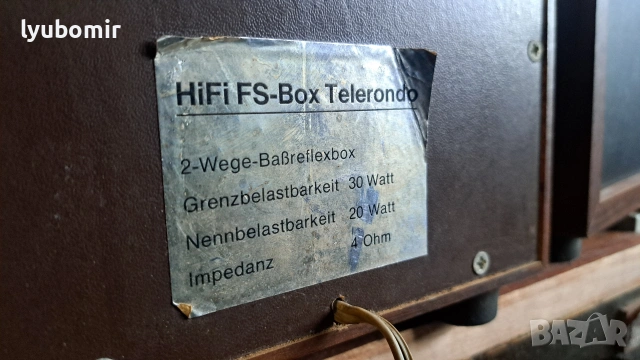 lyubomir
HiFi FS-Box Telerondo
2-Wege-Baßreflexbox
Grenzbelastbarkeit 30 Watt
Nennbelastbarkeit 20 Watt
Impedanz 4 Ohm
BAZAR